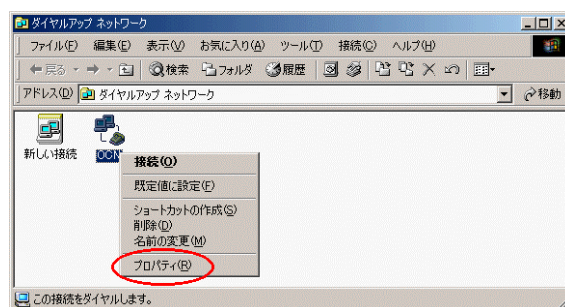 ダイヤルアップ ネットワーク
ファイル(F) 編集(E) 表示(V) お気に入り(A) ツール(T) 接続(C) ヘルプ(H)
戻る 検索 フォルダ 履歴
アドレス(D) ダイヤルアップ ネットワーク 移動
新しい接続 OCN
接続(O)
既定値に設定(F)
ショートカットの作成(S)
削除(D)
名前の変更(M)
プロパティ(R)
この接続をダイヤルします。